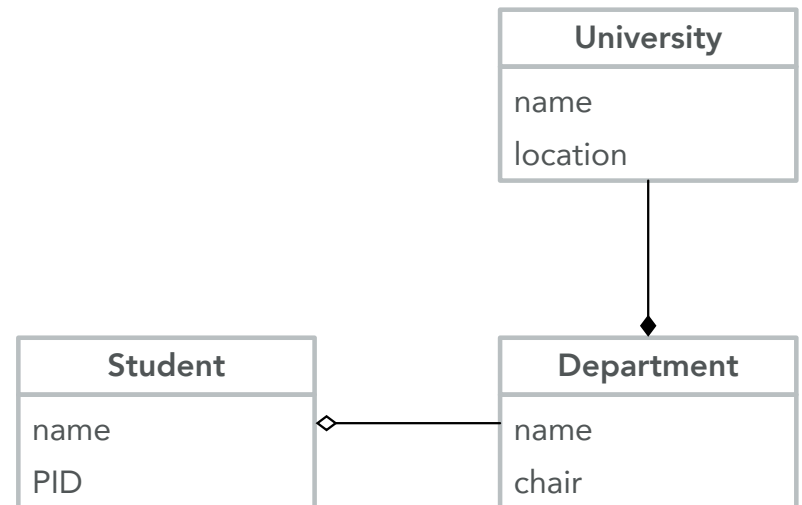 University
name
location
Student
name
PID
Department
name
chair